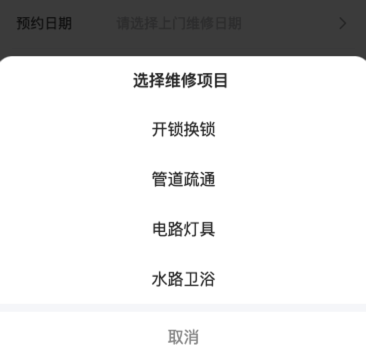 预约日期 请选择上门维修日期
选择维修项目
开锁换锁
管道疏通
电路灯具
水路卫浴
取消